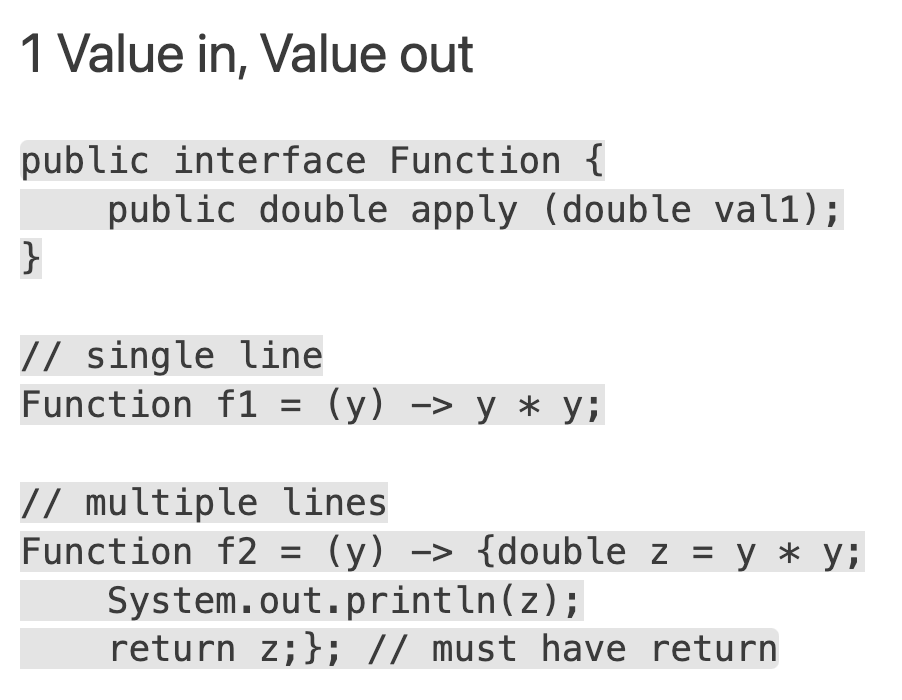 1 Value in, Value out
public interface Function {
    public double apply (double val1);
}
// single line
Function f1 = (y) -> y * y;
// multiple lines
Function f2 = (y) -> {double z = y * y;
    System.out.println(z);
    return z;}; // must have return